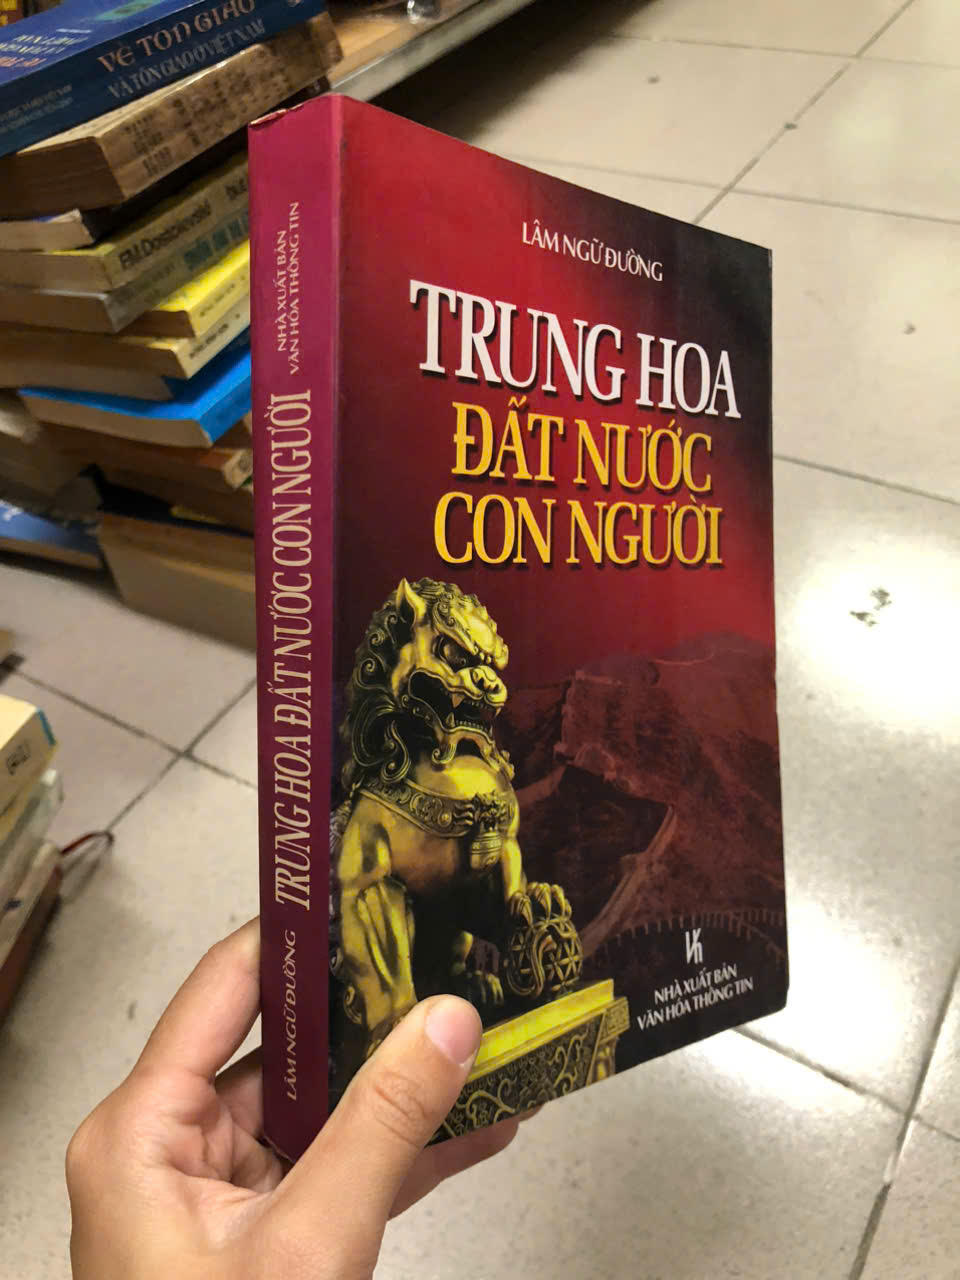 LÂM NGỮ ĐƯỜNG
TRUNG HOA
ĐẤT NƯỚC
CON NGƯỜI
NHÀ XUẤT BẢN
VĂN HÓA THÔNG TIN
LÂM NGỮ ĐƯỜNG
TRUNG HOA ĐẤT NƯỚC CON NGƯỜI
NHÀ XUẤT BẢN
VĂN HÓA THÔNG TIN
VỀ TÔN GIÁO
VÀ TÔN GIÁO Ở VIỆT NAM
F.M.Dostoievski